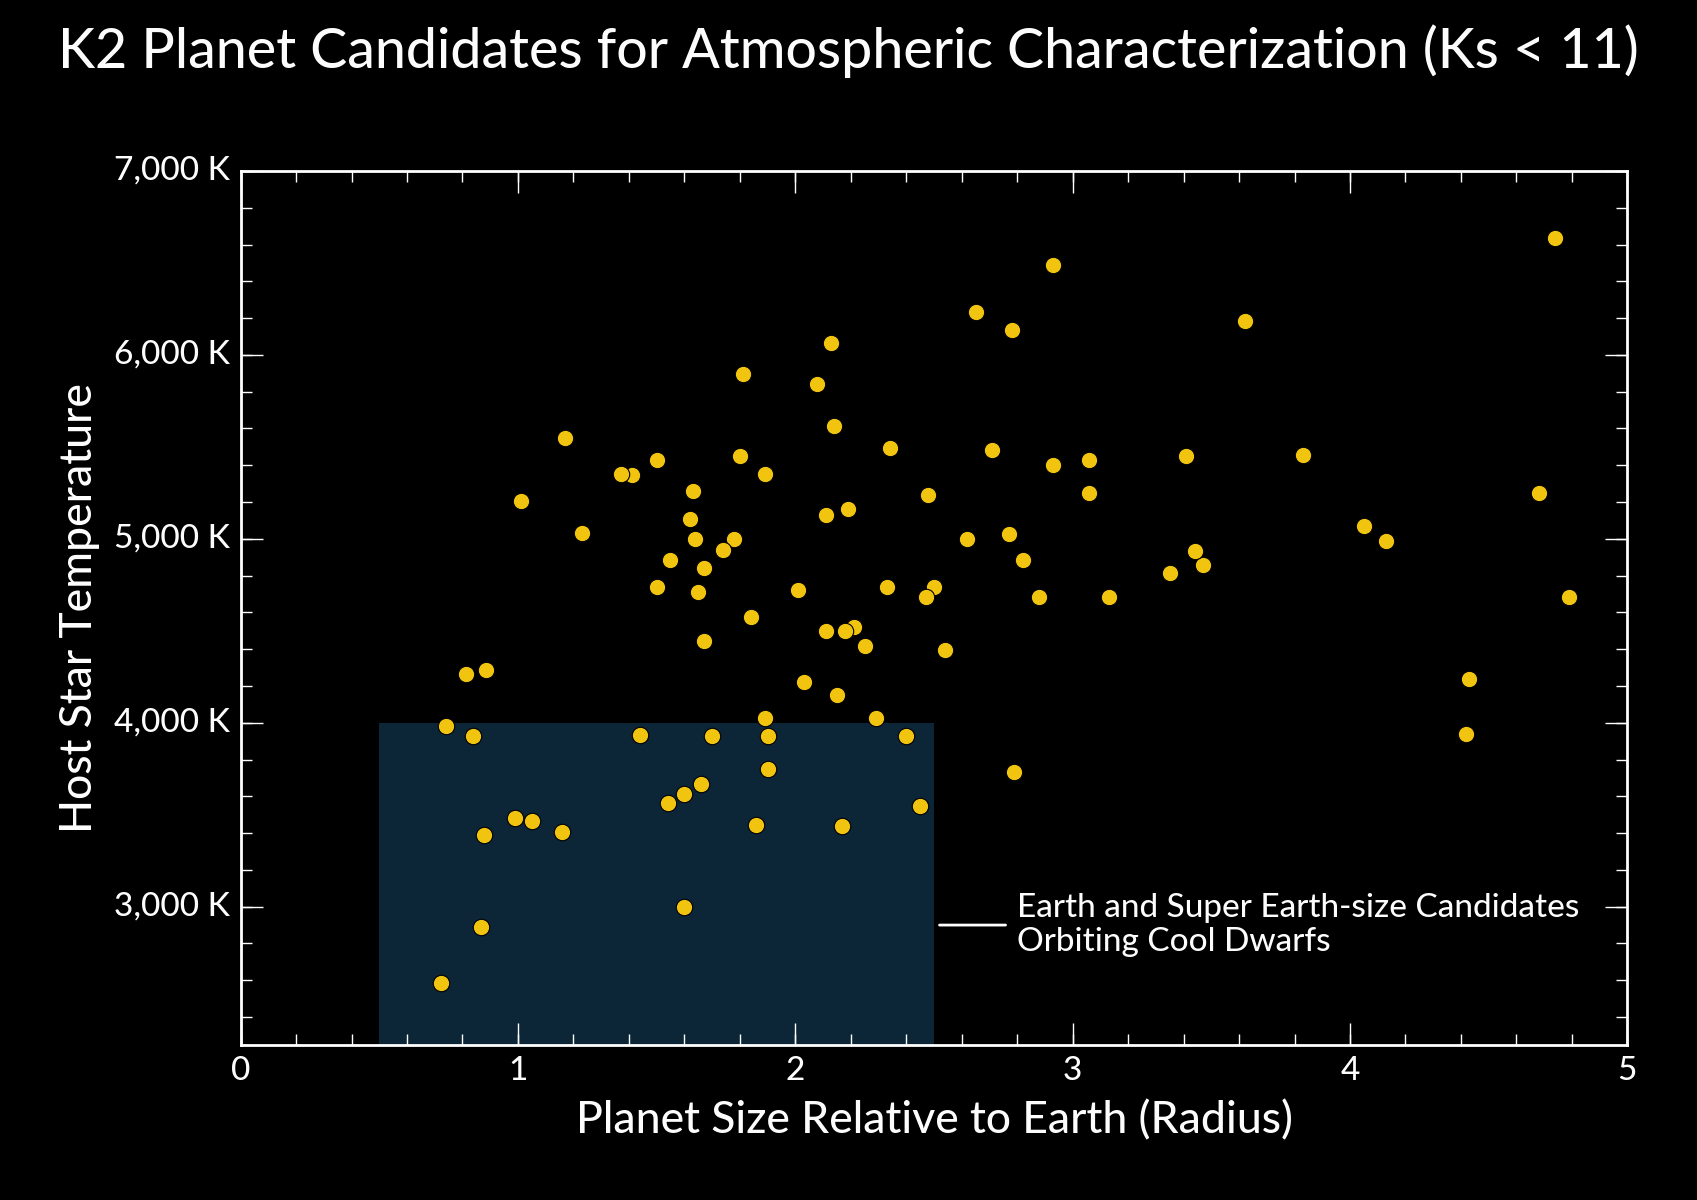 K2 Planet Candidates for Atmospheric Characterization (Ks < 11)
7,000 K
6,000 K
5,000 K
4,000 K
3,000 K
Host Star Temperature
Earth and Super Earth-size Candidates
Orbiting Cool Dwarfs
0 1 2 3 4 5
Planet Size Relative to Earth (Radius)